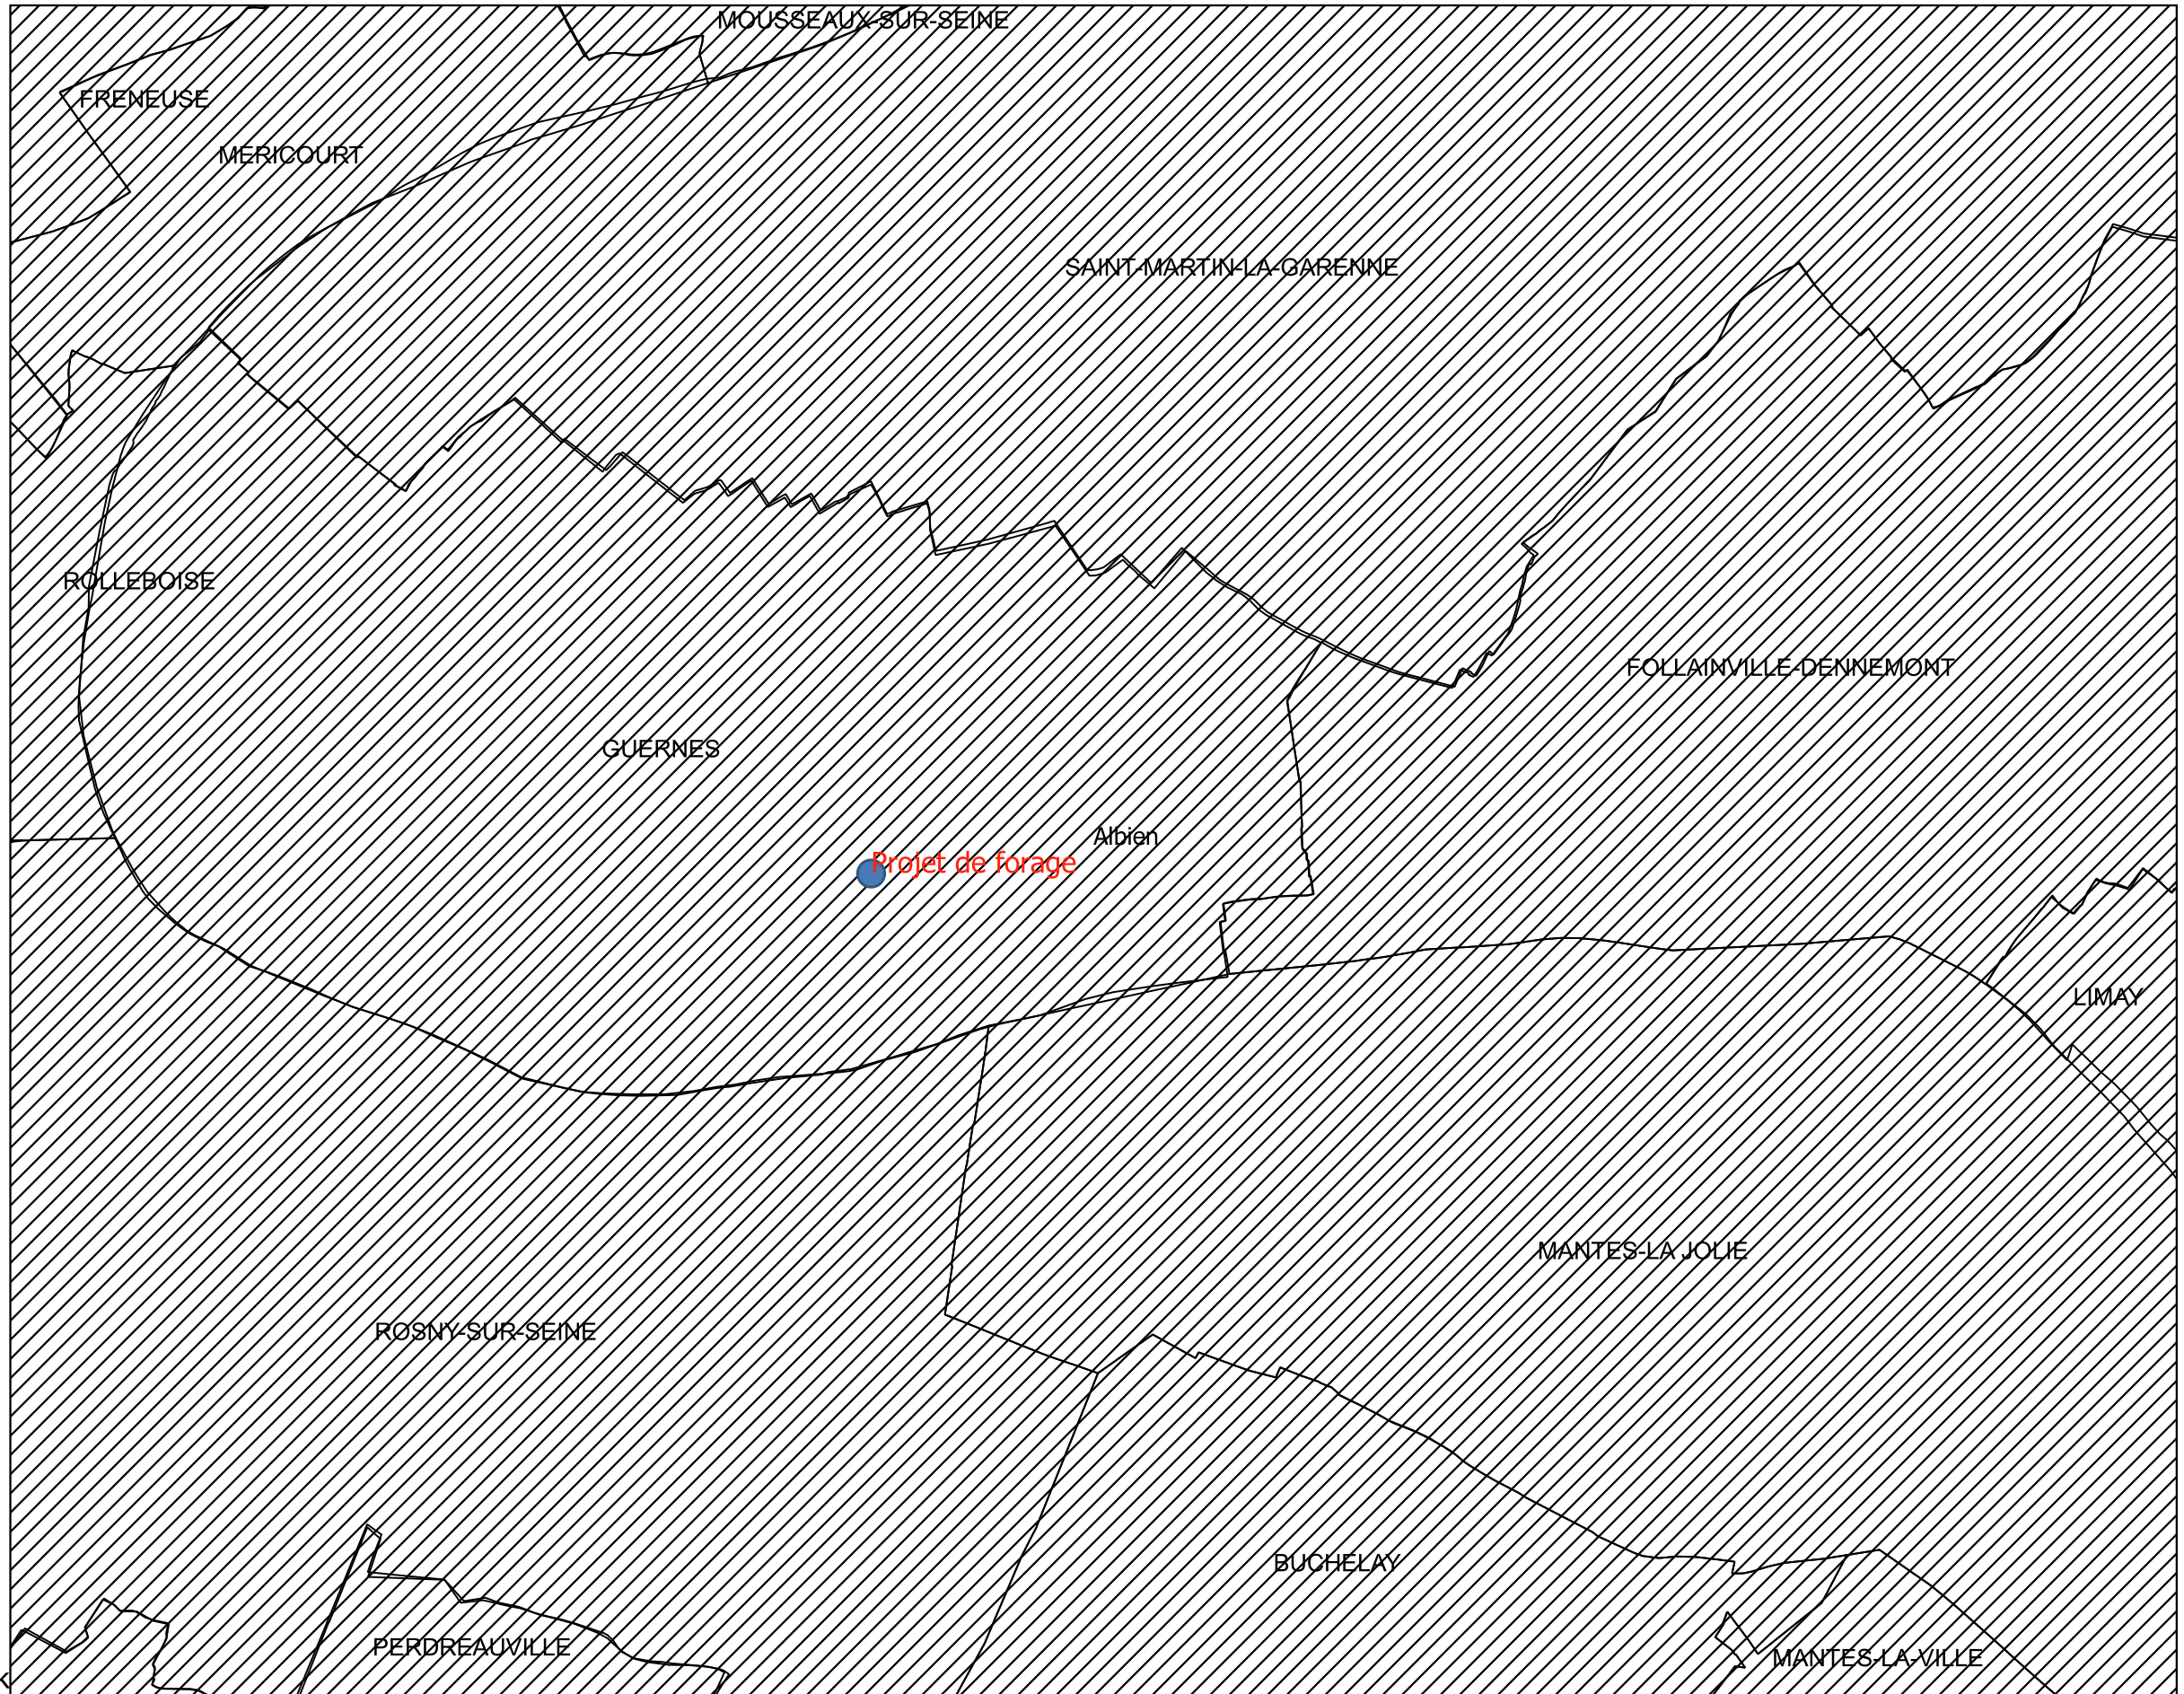 MOUSSEAUX-SUR-SEINE
FRENEUSE
MERICOURT
SAINT-MARTIN-LA-GARENNE
ROLLEBOISE
FOLLAINVILLE-DENNEMONT
GUERNES
Albien
Projet de forage
LIMAY
MANTES-LA JOLIE
ROSNY-SUR-SEINE
BUCHELAY
PERDREAUVILLE
MANTES-LA-VILLE